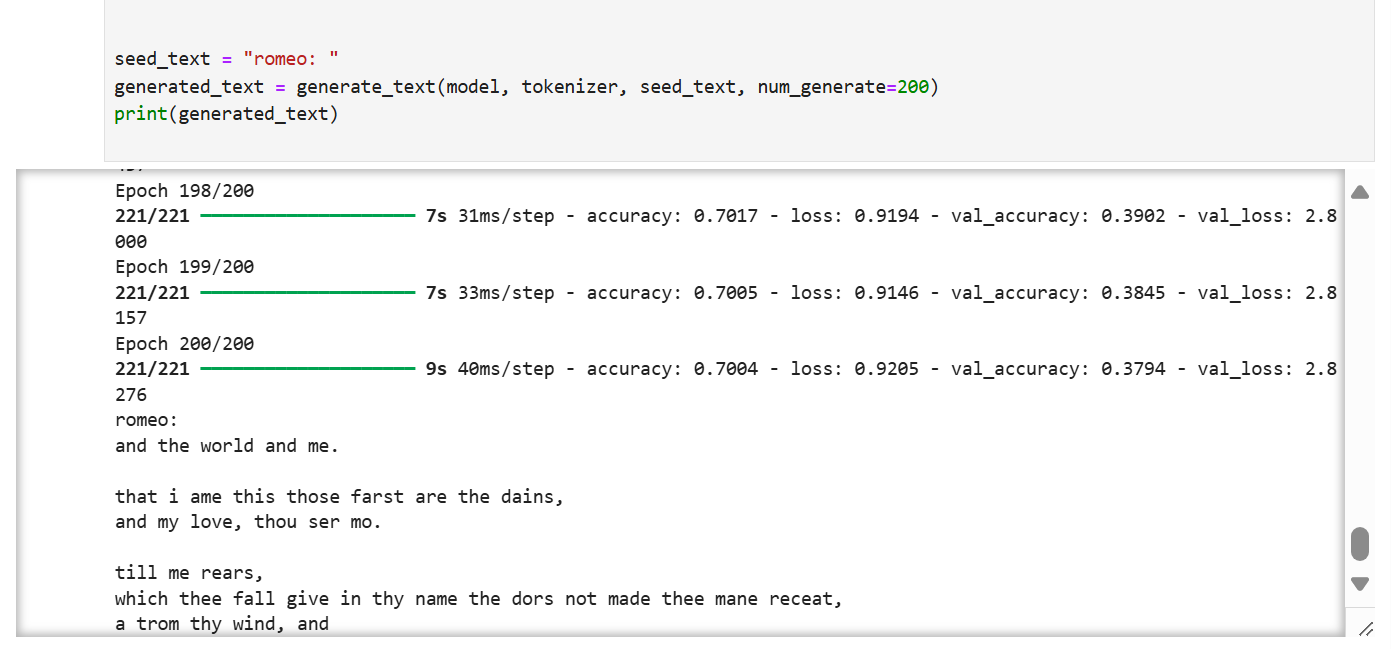 seed_text = "romeo: "
generated_text = generate_text(model, tokenizer, seed_text, num_generate=200)
print(generated_text)
Epoch 198/200
221/221 ━━━━━━━━━━━━━━━━━━━━ 7s 31ms/step - accuracy: 0.7017 - loss: 0.9194 - val_accuracy: 0.3902 - val_loss: 2.8
000
Epoch 199/200
221/221 ━━━━━━━━━━━━━━━━━━━━ 7s 33ms/step - accuracy: 0.7005 - loss: 0.9146 - val_accuracy: 0.3845 - val_loss: 2.8
157
Epoch 200/200
221/221 ━━━━━━━━━━━━━━━━━━━━ 9s 40ms/step - accuracy: 0.7004 - loss: 0.9205 - val_accuracy: 0.3794 - val_loss: 2.8
276
romeo:
and the world and me.
that i ame this those farst are the dains,
and my love, thou ser mo.
till me rears,
which thee fall give in thy name the dors not made thee mane receat,
a trom thy wind, and